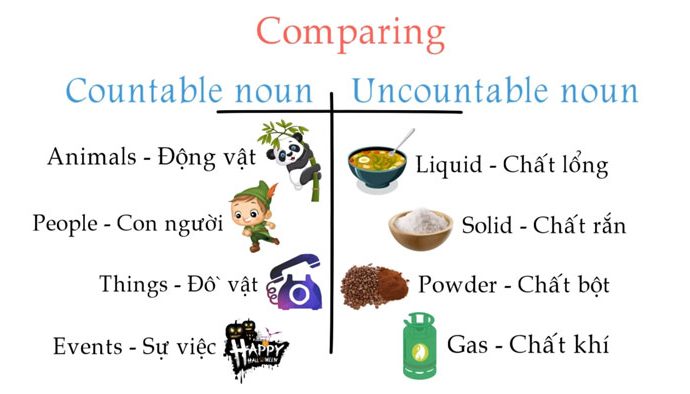 Comparing
Countable noun
Uncountable noun
Animals - Động vật
Liquid - Chất lổng
People - Con người
Solid - Chất rắn
Things - Đồ vật
Powder - Chất bột
Events - Sự việc
HAPPY
HALLOWEEN
Gas - Chất khí